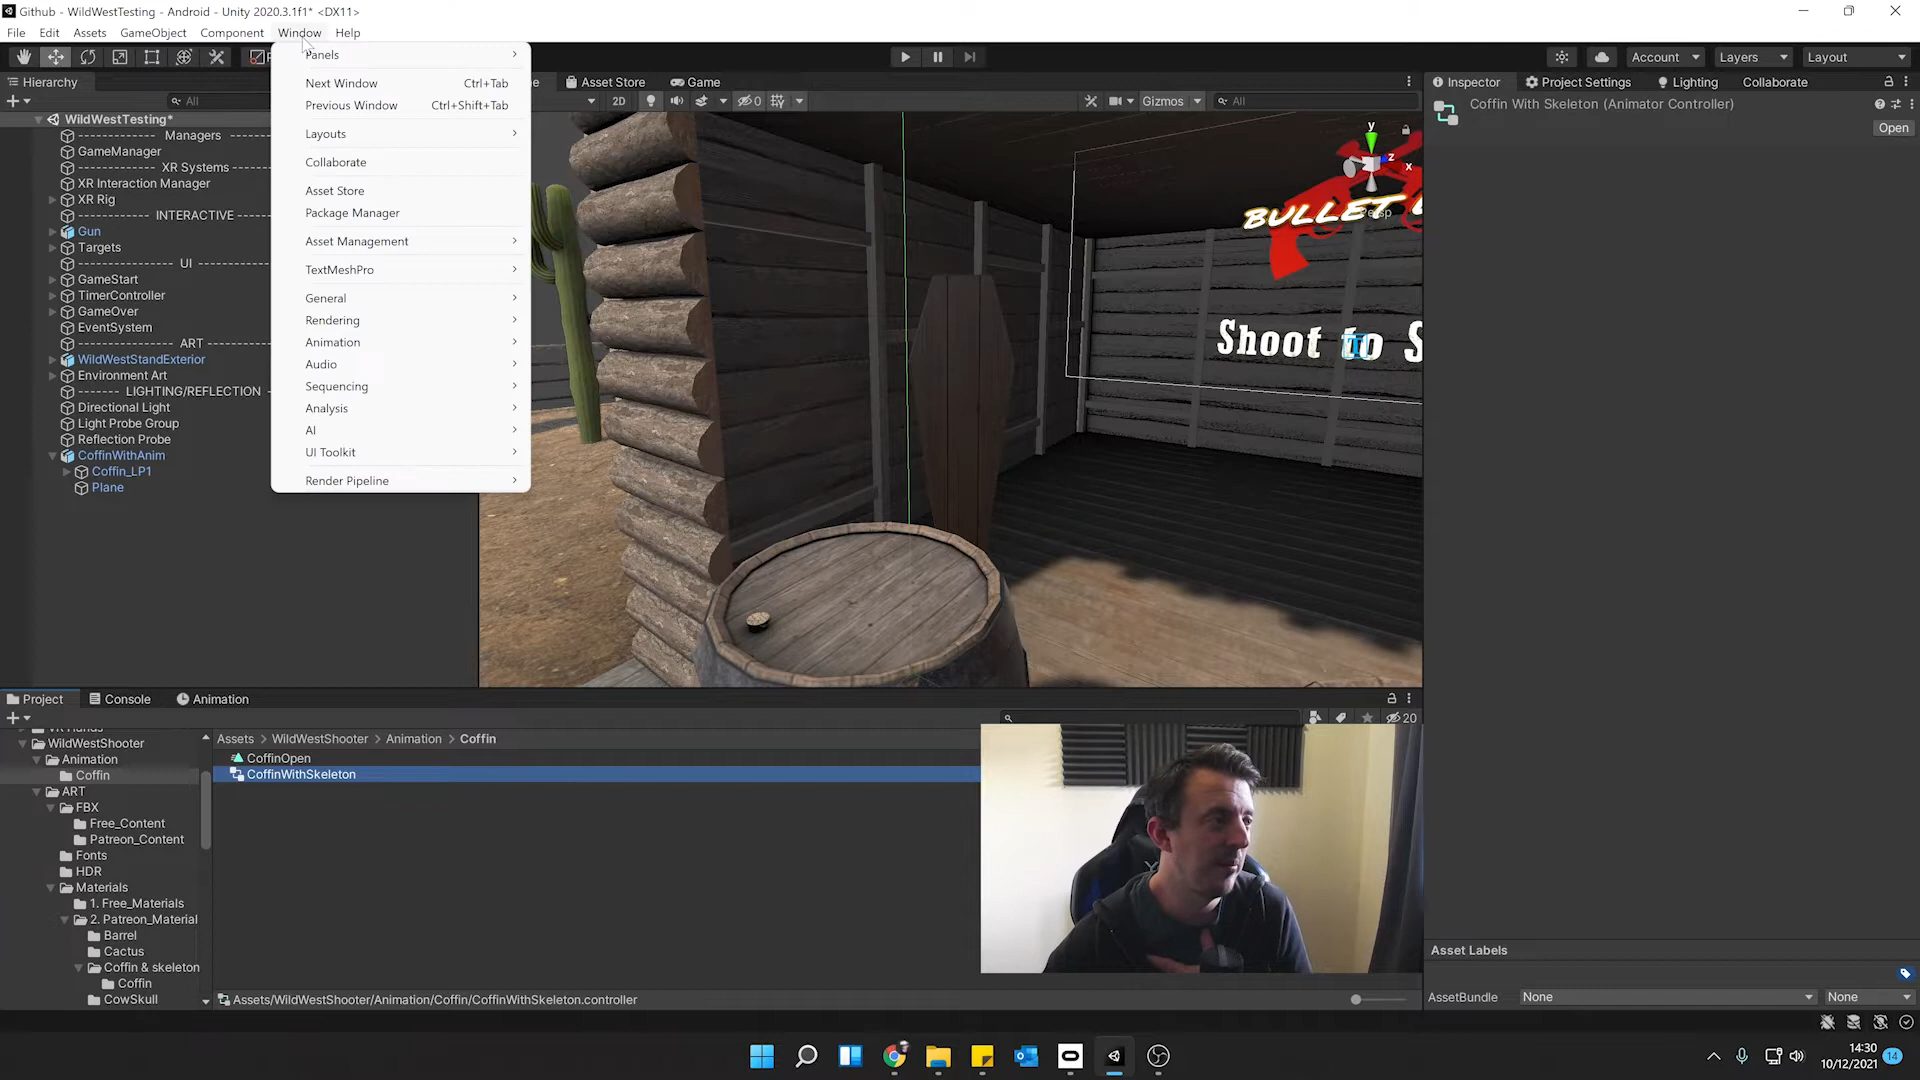 Github - WildWestTesting - Android - Unity 2020.3.1f1* <DX11>
File Edit Assets GameObject Component Window Help
Account Layers Layout
Hierarchy
All
WildWestTesting*
--------------- Managers ---------------
GameManager
--------------- XR Systems ---------------
XR Interaction Manager
XR Rig
--------------- INTERACTIVE ---------------
Gun
Targets
--------------- UI ---------------
GameStart
TimerController
GameOver
EventSystem
--------------- ART ---------------
WildWestStandExterior
Environment Art
------- LIGHTING/REFLECTION -
Directional Light
Light Probe Group
Reflection Probe
CoffinWithAnim
Coffin_LP1
Plane
Panels
Next Window Ctrl+Tab
Previous Window Ctrl+Shift+Tab
Layouts
Collaborate
Asset Store
Package Manager
Asset Management
TextMeshPro
General
Rendering
Animation
Audio
Sequencing
Analysis
AI
UI Toolkit
Render Pipeline
Asset Store Game
2D 0 Gizmos All
y
z
x
Persp
BULLET
Shoot to S
Inspector Project Settings Lighting Collaborate
Coffin With Skeleton (Animator Controller)
Open
Asset Labels
AssetBundle None None
Project Console Animation
20
WildWestShooter
Animation
Coffin
ART
FBX
Free_Content
Patreon_Content
Fonts
HDR
Materials
1. Free_Materials
2. Patreon_Material
Barrel
Cactus
Coffin & skeleton
Coffin
CowSkull
Assets > WildWestShooter > Animation > Coffin
CoffinOpen
CoffinWithSkeleton
Assets/WildWestShooter/Animation/Coffin/CoffinWithSkeleton.controller
14:30
10/12/2021
14